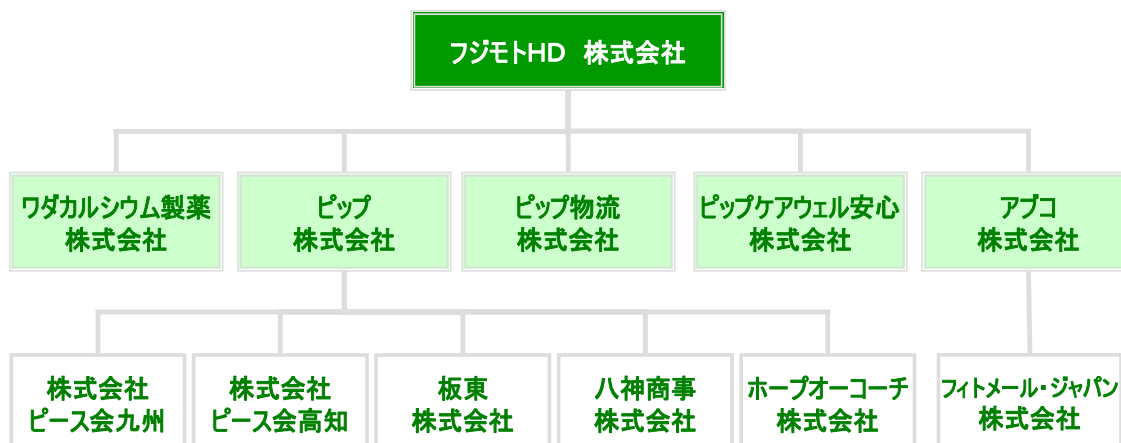 フジモトHD 株式会社
ワダカルシウム製薬
株式会社
ピップ
株式会社
ピップ物流
株式会社
ピップケアウェル安心
株式会社
アブコ
株式会社
株式会社
ピース会九州
株式会社
ピース会高知
板東
株式会社
八神商事
株式会社
ホープオーコーチ
株式会社
フィトメール・ジャパン
株式会社